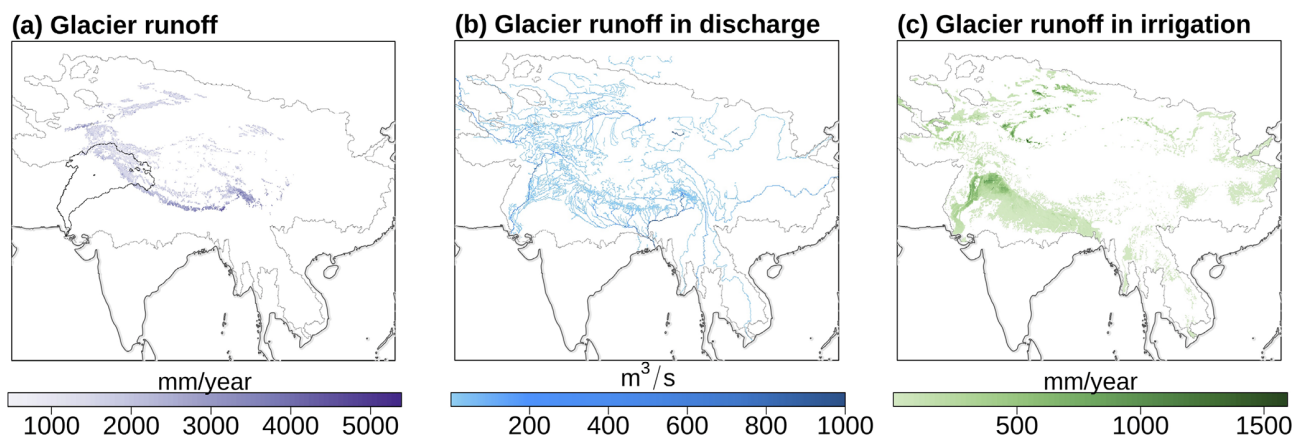 (a) Glacier runoff
(b) Glacier runoff in discharge
(c) Glacier runoff in irrigation
mm/year
1000 2000 3000 4000 5000
m³/s
200 400 600 800 1000
mm/year
500 1000 1500